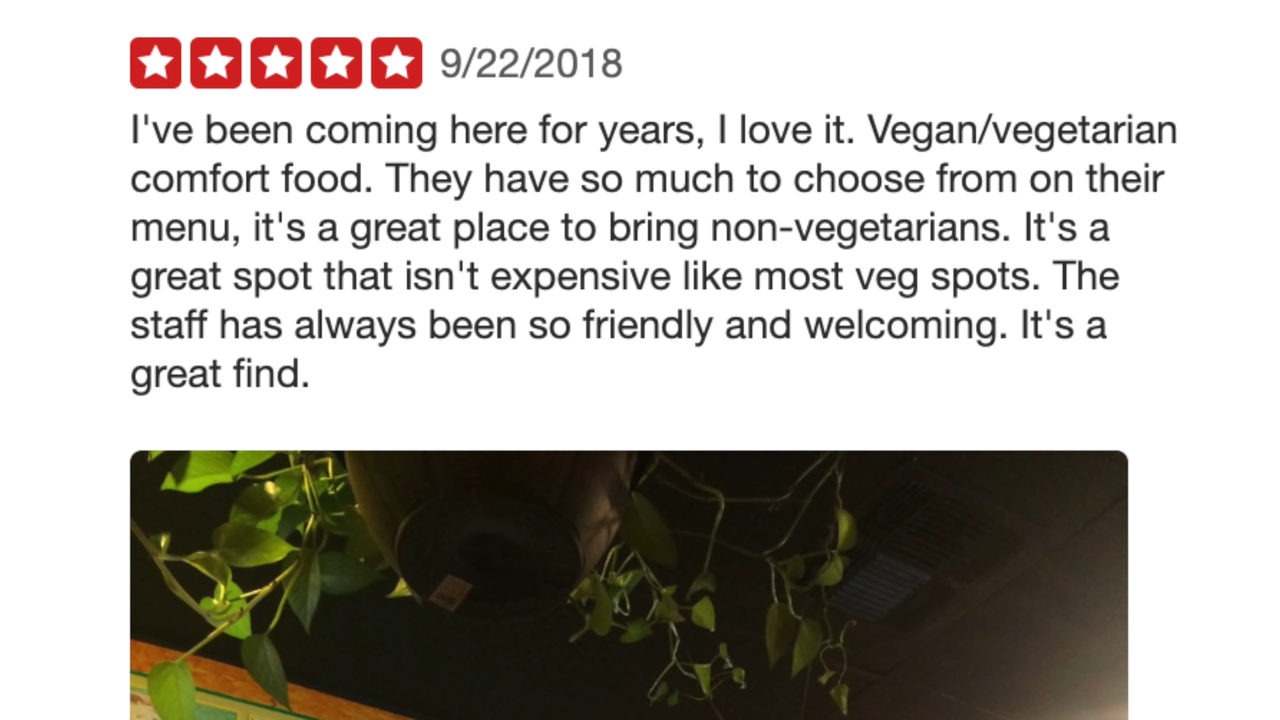 9/22/2018
I've been coming here for years, I love it. Vegan/vegetarian
comfort food. They have so much to choose from on their
menu, it's a great place to bring non-vegetarians. It's a
great spot that isn't expensive like most veg spots. The
staff has always been so friendly and welcoming. It's a
great find.